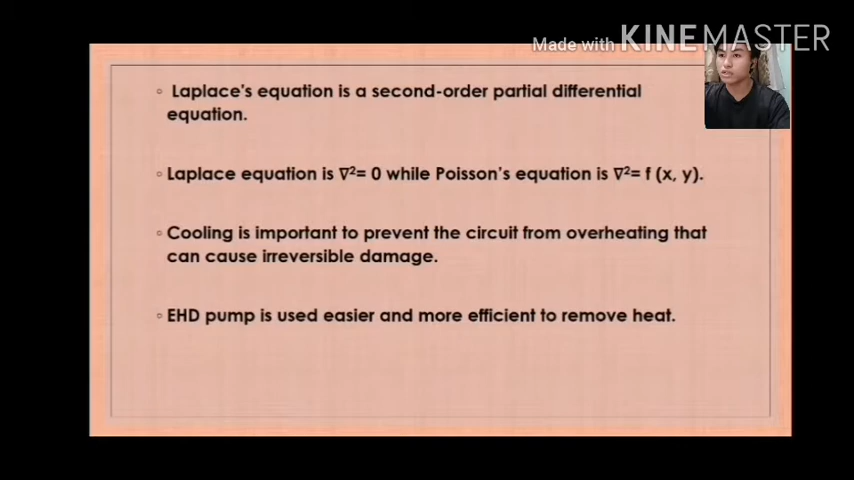 Made with KINEMASTER
◦ Laplace's equation is a second-order partial differential
equation.
◦ Laplace equation is ∇²= 0 while Poisson's equation is ∇²= f (x, y).
◦ Cooling is important to prevent the circuit from overheating that
can cause irreversible damage.
◦ EHD pump is used easier and more efficient to remove heat.